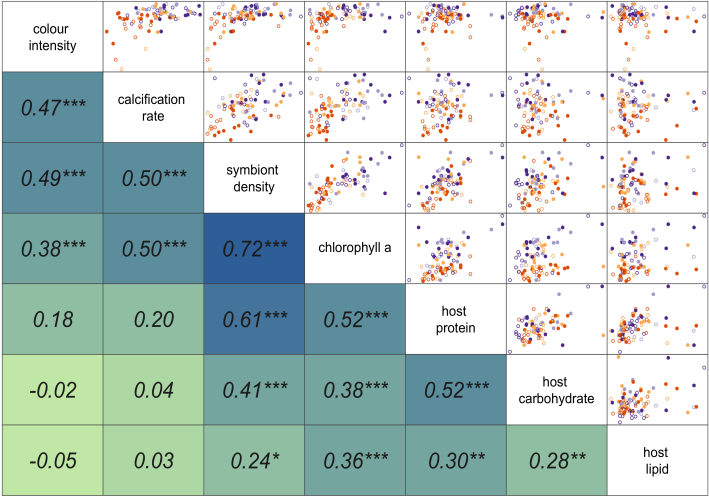 colour
intensity
calcification
rate
0.47***
symbiont
density
0.49***
0.50***
chlorophyll a
0.38***
0.50***
0.72***
host
protein
0.18
0.20
0.61***
0.52***
host
carbohydrate
-0.02
0.04
0.41***
0.38***
0.52***
host
lipid
-0.05
0.03
0.24*
0.36***
0.30**
0.28**